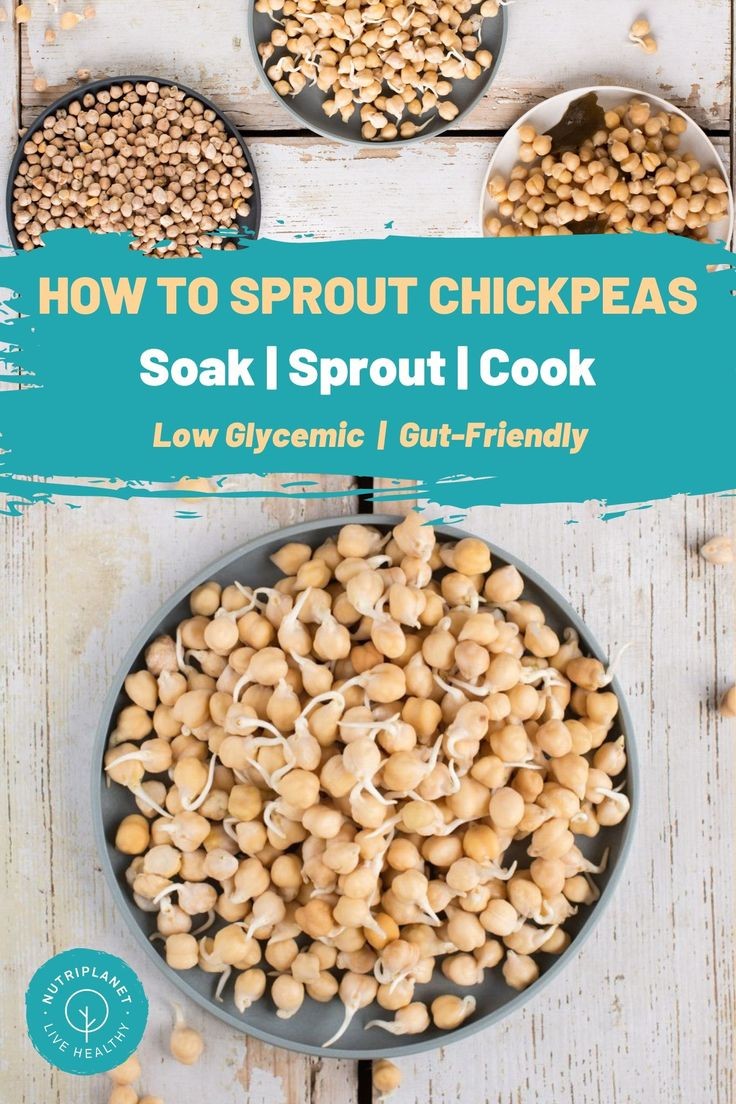 HOW TO SPROUT CHICKPEAS
Soak | Sprout | Cook
Low Glycemic | Gut-Friendly
· NUTRIPLANET ·
LIVE HEALTHY